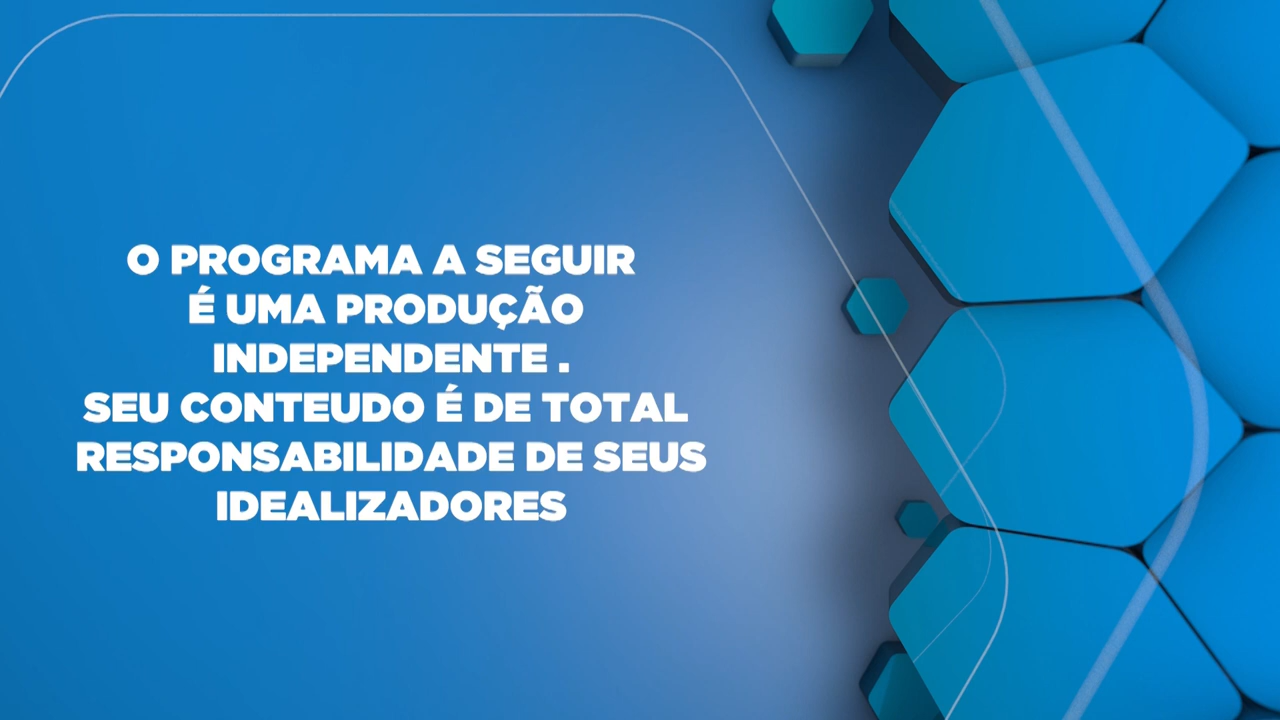 O PROGRAMA A SEGUIR
É UMA PRODUÇÃO
INDEPENDENTE .
SEU CONTEUDO É DE TOTAL
RESPONSABILIDADE DE SEUS
IDEALIZADORES